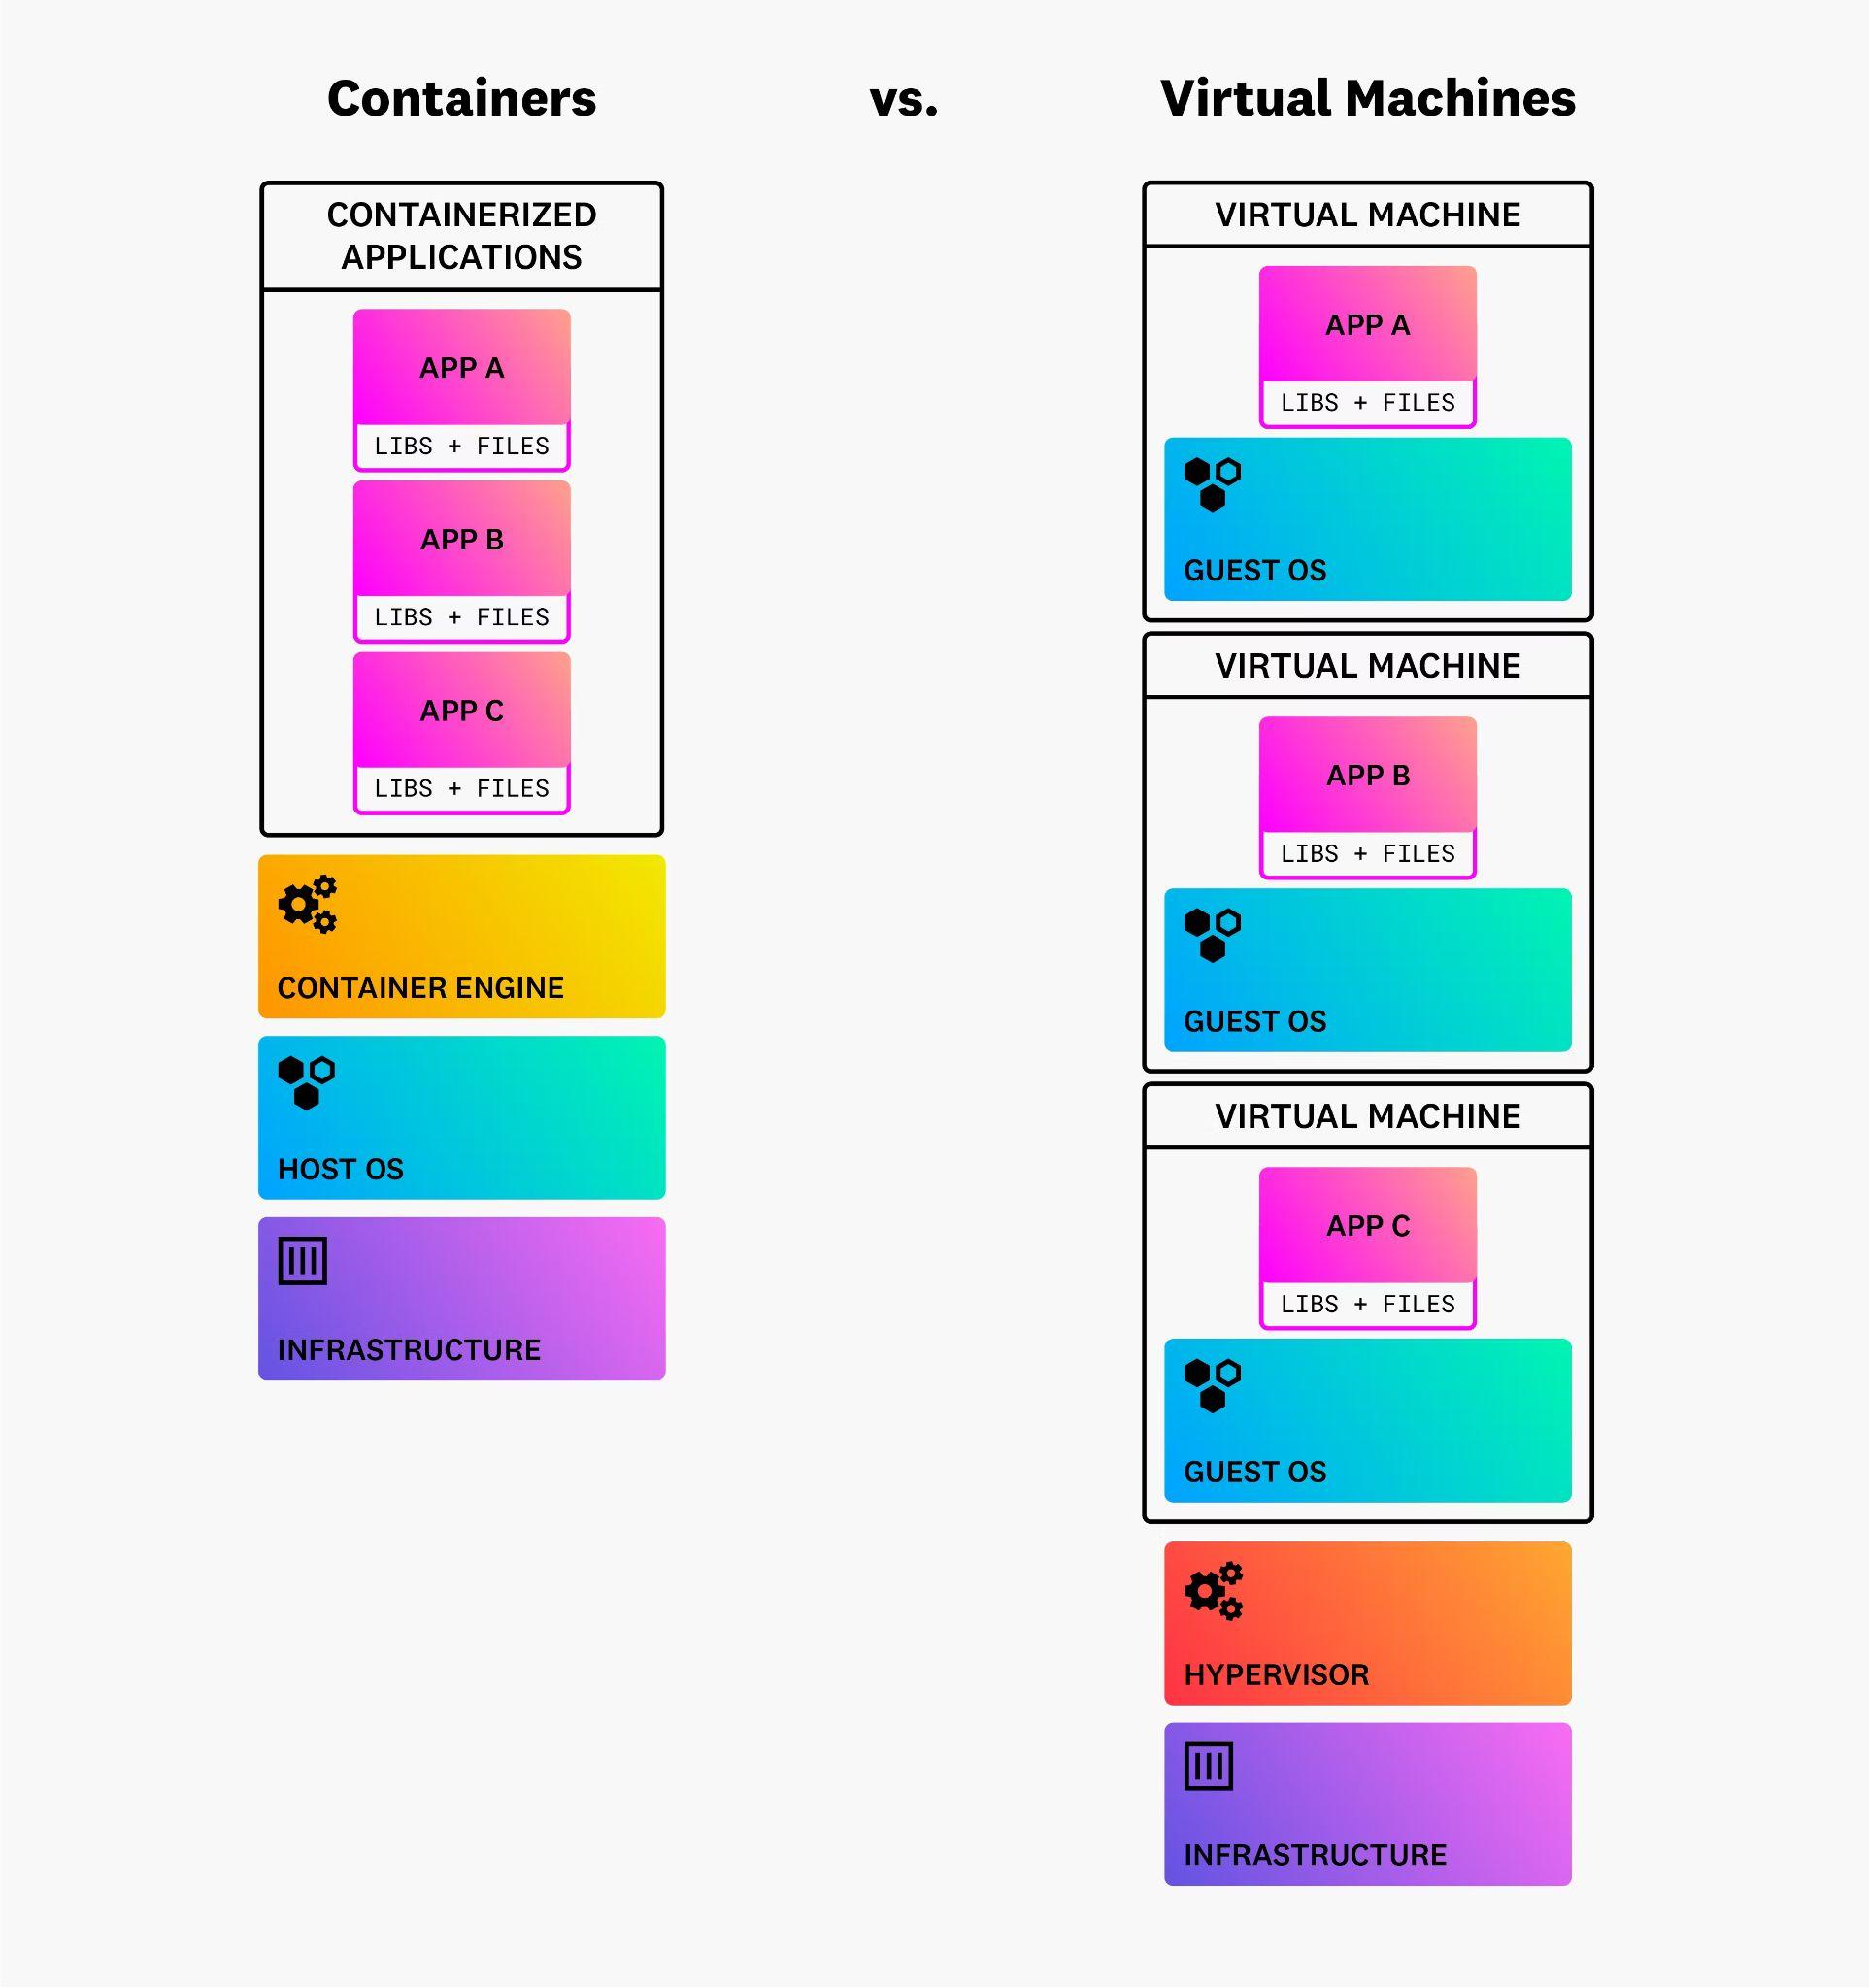 Containers vs. Virtual Machines
CONTAINERIZED
APPLICATIONS
APP A
LIBS + FILES
APP B
LIBS + FILES
APP C
LIBS + FILES
CONTAINER ENGINE
HOST OS
INFRASTRUCTURE
VIRTUAL MACHINE
APP A
LIBS + FILES
GUEST OS
VIRTUAL MACHINE
APP B
LIBS + FILES
GUEST OS
VIRTUAL MACHINE
APP C
LIBS + FILES
GUEST OS
HYPERVISOR
INFRASTRUCTURE